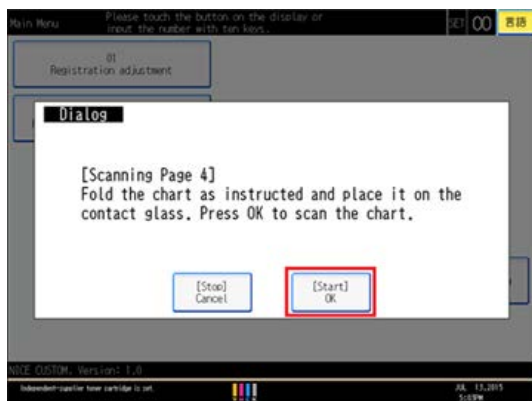 Main Menu
Please touch the button on the display or
input the number with ten keys.
SET 00 言語
01
Registration adjustment
Dialog
[Scanning Page 4]
Fold the chart as instructed and place it on the
contact glass. Press OK to scan the chart.
[Stop]
Cancel
[Start]
OK
NICE CUSTOM, Version: 1.0
Independent-supplier toner cartridge is set.
JUL 13,2015
5:03PM